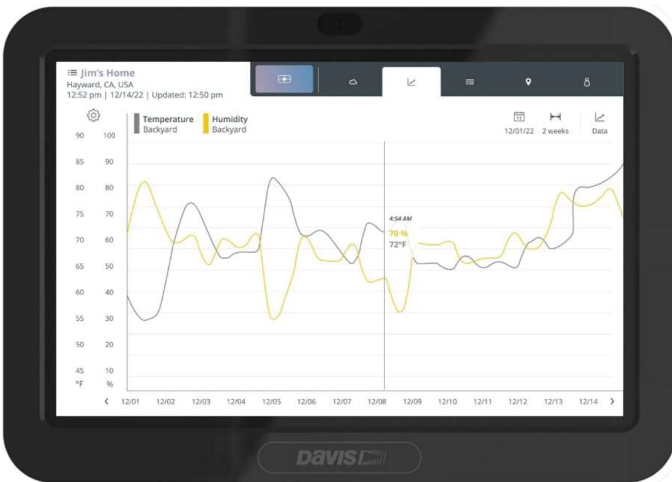 Jim's Home
Hayward, CA, USA
12:52 pm | 12/14/22 | Updated: 12:50 pm
Temperature
Backyard
Humidity
Backyard
11
12/01/22
2 weeks
Data
90 100
85 90
80 80
75 70
70 60
65 50
60 40
55 30
50 20
45 10
°F %
4:54 AM
70 %
72°F
< 12/01 12/02 12/03 12/04 12/05 12/06 12/07 12/08 12/09 12/10 12/11 12/12 12/13 12/14 >
DAVIS